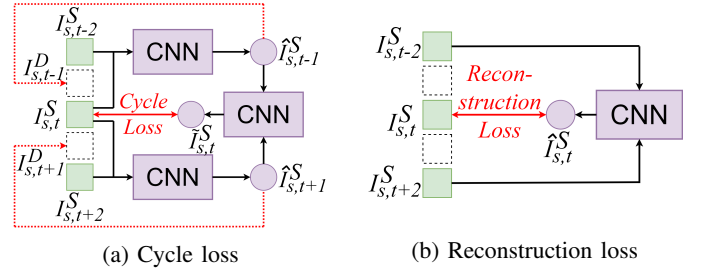 I^S_{s,t-2}
CNN
Î^S_{s,t-1}
I^D_{s,t-1}
I^S_{s,t}
Cycle
Loss
Ĩ^S_{s,t}
CNN
I^D_{s,t+1}
I^S_{s,t+2}
CNN
Î^S_{s,t+1}
(a) Cycle loss
I^S_{s,t-2}
I^S_{s,t}
Recon-
struction
Loss
Î^S_{s,t}
CNN
I^S_{s,t+2}
(b) Reconstruction loss